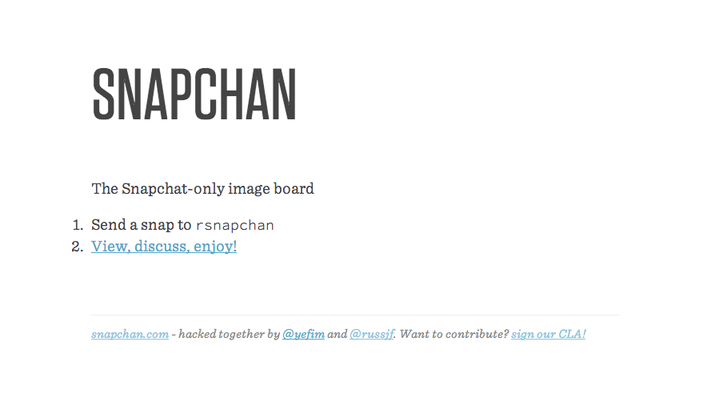 SNAPCHAN
The Snapchat-only image board
1. Send a snap to rsnapchan
2. View, discuss, enjoy!
snapchan.com - hacked together by @yefim and @russjf. Want to contribute? sign our CLA!